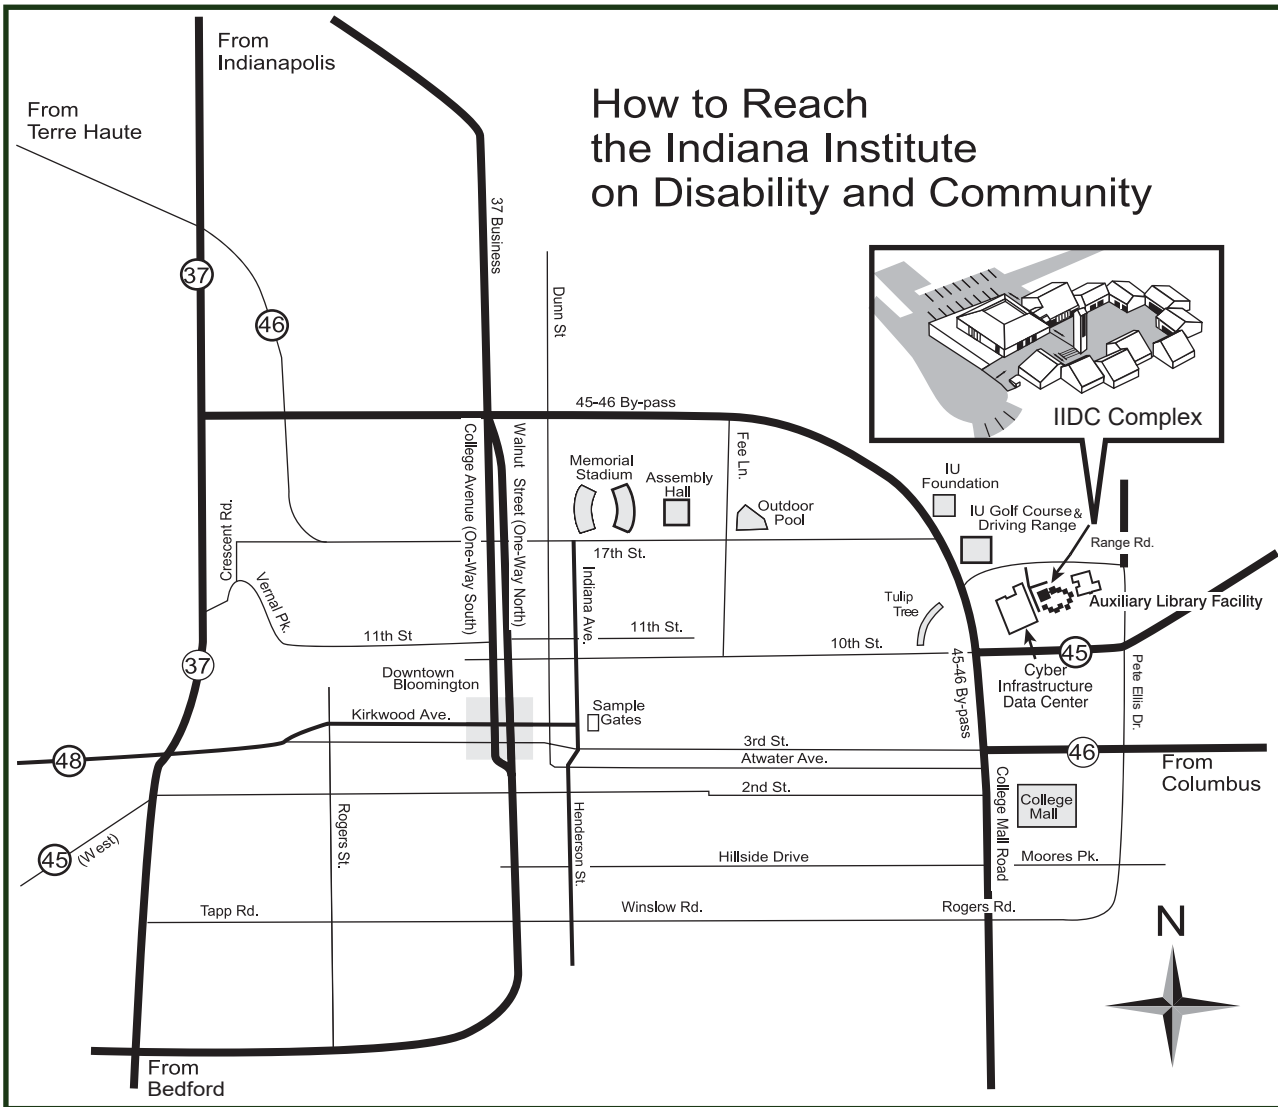 From
Indianapolis
From
Terre Haute
How to Reach
the Indiana Institute
on Disability and Community
37 Business
37
46
Dunn St
IIDC Complex
45-46 By-pass
College Avenue (One-Way South)
Walnut Street (One-Way North)
Fee Ln.
Memorial
Stadium
Assembly
Hall
Outdoor
Pool
IU
Foundation
IU Golf Course &
Driving Range
Range Rd.
Crescent Rd.
Vernal Pk.
17th St.
Indiana Ave.
Tulip
Tree
Auxiliary Library Facility
11th St
11th St.
10th St.
45
37
Downtown
Bloomington
45-46 By-pass
Cyber
Infrastructure
Data Center
Pete Ellis Dr.
Kirkwood Ave.
Sample
Gates
48
3rd St.
46
From
Columbus
Atwater Ave.
2nd St.
College Mall Road
College
Mall
45
(West)
Rogers St.
Henderson St.
Hillside Drive
Moores Pk.
Tapp Rd.
Winslow Rd.
Rogers Rd.
N
From
Bedford